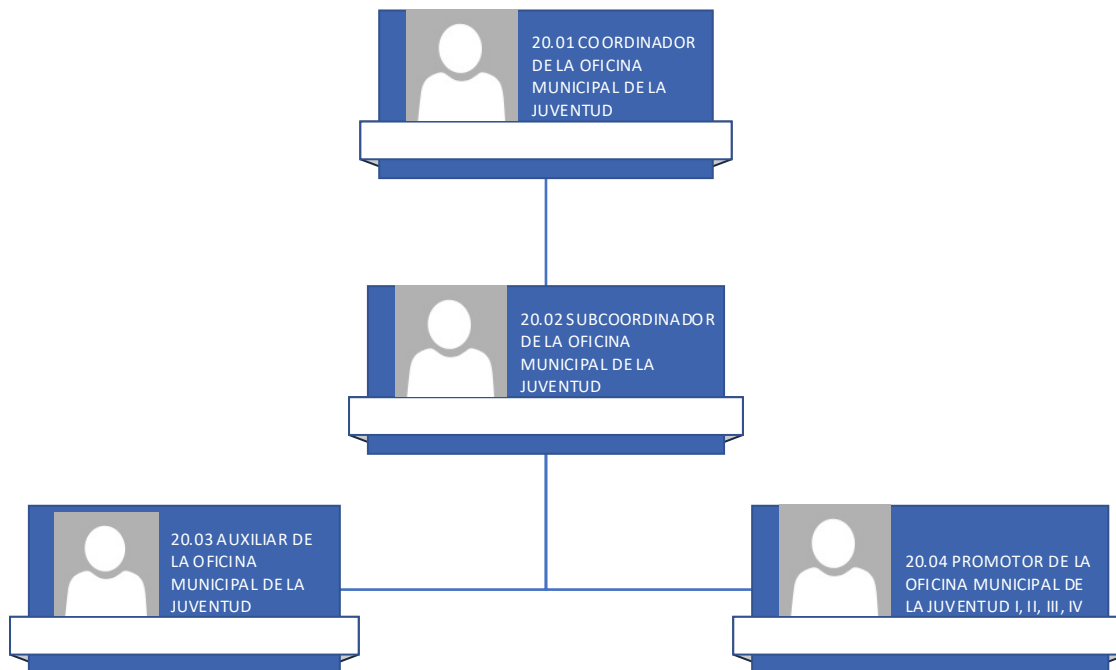 20.01 COORDINADOR
DE LA OFICINA
MUNICIPAL DE LA
JUVENTUD
20.02 SUBCOORDINADOR
DE LA OFICINA
MUNICIPAL DE LA
JUVENTUD
20.03 AUXILIAR DE
LA OFICINA
MUNICIPAL DE LA
JUVENTUD
20.04 PROMOTOR DE LA
OFICINA MUNICIPAL DE
LA JUVENTUD I, II, III, IV